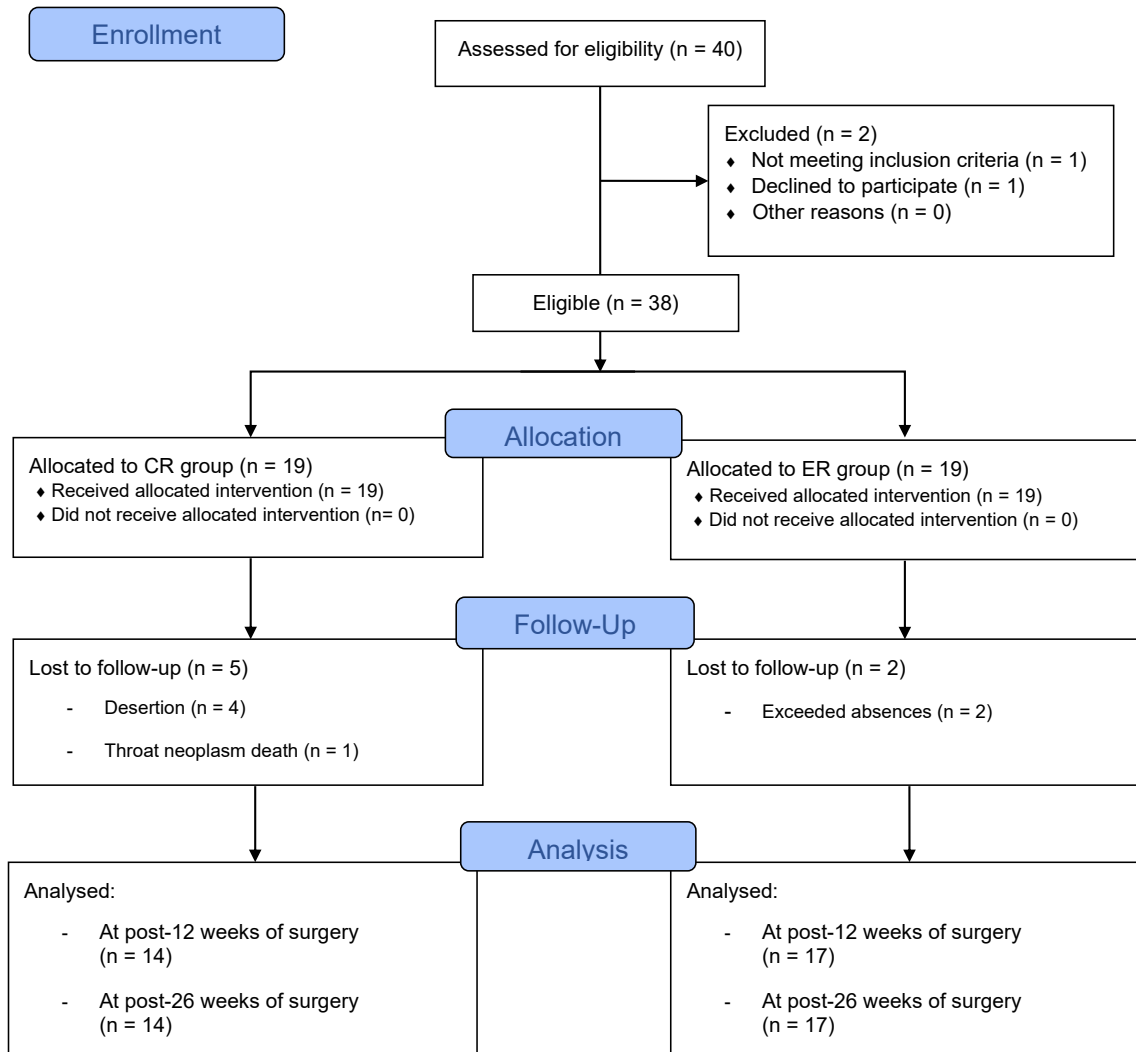 Enrollment
Assessed for eligibility (n = 40)
Excluded (n = 2)
♦ Not meeting inclusion criteria (n = 1)
♦ Declined to participate (n = 1)
♦ Other reasons (n = 0)
Eligible (n = 38)
Allocation
Allocated to CR group (n = 19)
♦ Received allocated intervention (n = 19)
♦ Did not receive allocated intervention (n= 0)
Allocated to ER group (n = 19)
♦ Received allocated intervention (n = 19)
♦ Did not receive allocated intervention (n = 0)
Follow-Up
Lost to follow-up (n = 5)
- Desertion (n = 4)
- Throat neoplasm death (n = 1)
Lost to follow-up (n = 2)
- Exceeded absences (n = 2)
Analysis
Analysed:
- At post-12 weeks of surgery
(n = 14)
- At post-26 weeks of surgery
(n = 14)
Analysed:
- At post-12 weeks of surgery
(n = 17)
- At post-26 weeks of surgery
(n = 17)